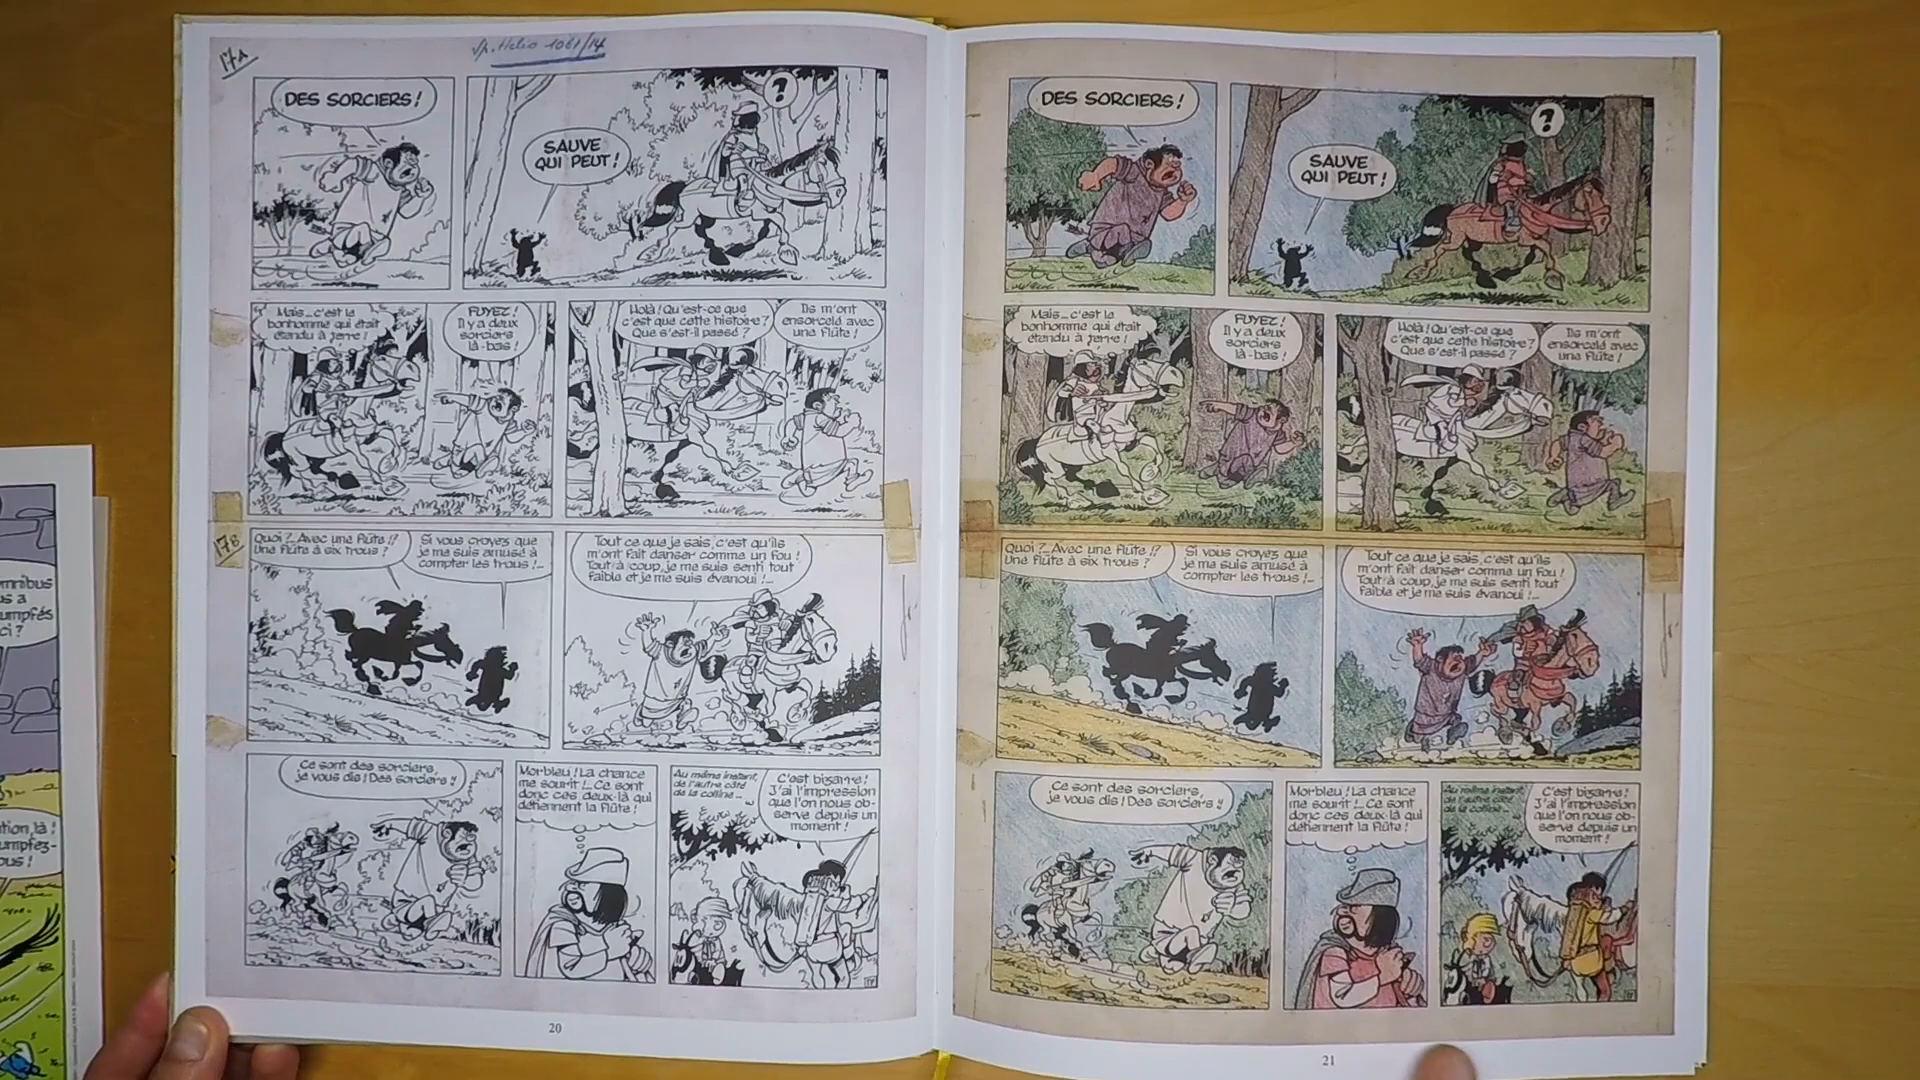 17A
1061/14
DES SORCIERS !
SAUVE
QUI PEUT !
?
Mais... c'est le
bonhomme qui était
étendu à terre !
FUYEZ !
Il y a deux
sorciers
là-bas !
Holà ! Qu'est-ce que
c'est que cette histoire ?
Que s'est-il passé ?
Ils m'ont
ensorcelé avec
une flûte !
17B
Quoi ?.. Avec une flûte !?
Une flûte à six trous ?
Si vous croyez que
je me suis amusé à
compter les trous !...
Tout ce que je sais, c'est qu'ils
m'ont fait danser comme un fou !
Tout à coup, je me suis senti tout
faible et je me suis évanoui !...
Ce sont des sorciers,
je vous dis ! Des sorciers !!
Morbleu ! La chance
me sourit !... Ce sont
donc ces deux-là qui
détiennent la flûte !
Au même instant,
de l'autre côté
de la colline...
C'est bizarre !
J'ai l'impression
que l'on nous ob-
serve depuis un
moment !
17
20
DES SORCIERS !
SAUVE
QUI PEUT !
?
Mais... c'est le
bonhomme qui était
étendu à terre !
FUYEZ !
Il y a deux
sorciers
là-bas !
Holà ! Qu'est-ce que
c'est que cette histoire ?
Que s'est-il passé ?
Ils m'ont
ensorcelé avec
une flûte !
Quoi ?.. Avec une flûte !?
Une flûte à six trous ?
Si vous croyez que
je me suis amusé à
compter les trous !...
Tout ce que je sais, c'est qu'ils
m'ont fait danser comme un fou !
Tout à coup, je me suis senti tout
faible et je me suis évanoui !...
Ce sont des sorciers,
je vous dis ! Des sorciers !!
Morbleu ! La chance
me sourit !... Ce sont
donc ces deux-là qui
détiennent la flûte !
Au même instant,
de l'autre côté
de la colline...
C'est bizarre !
J'ai l'impression
que l'on nous ob-
serve depuis un
moment !
17
21